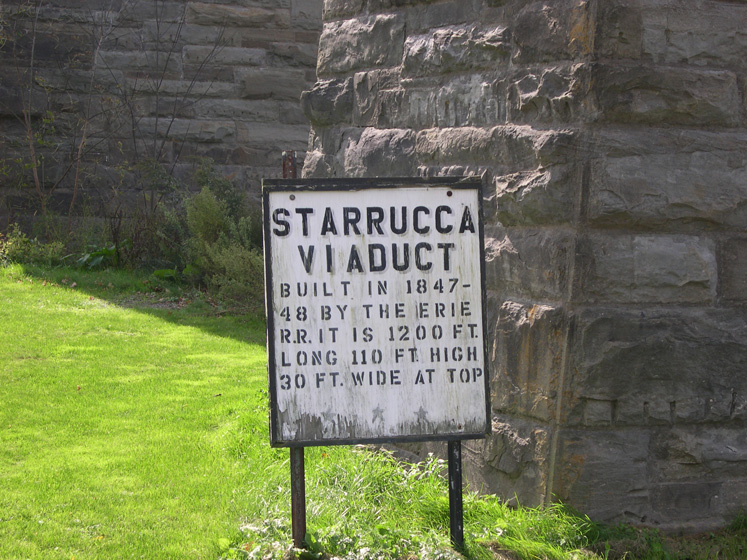 STARRUCCA
VIADUCT
BUILT IN 1847-
48 BY THE ERIE
R.R. IT IS 1200 FT.
LONG 110 FT. HIGH
30 FT. WIDE AT TOP